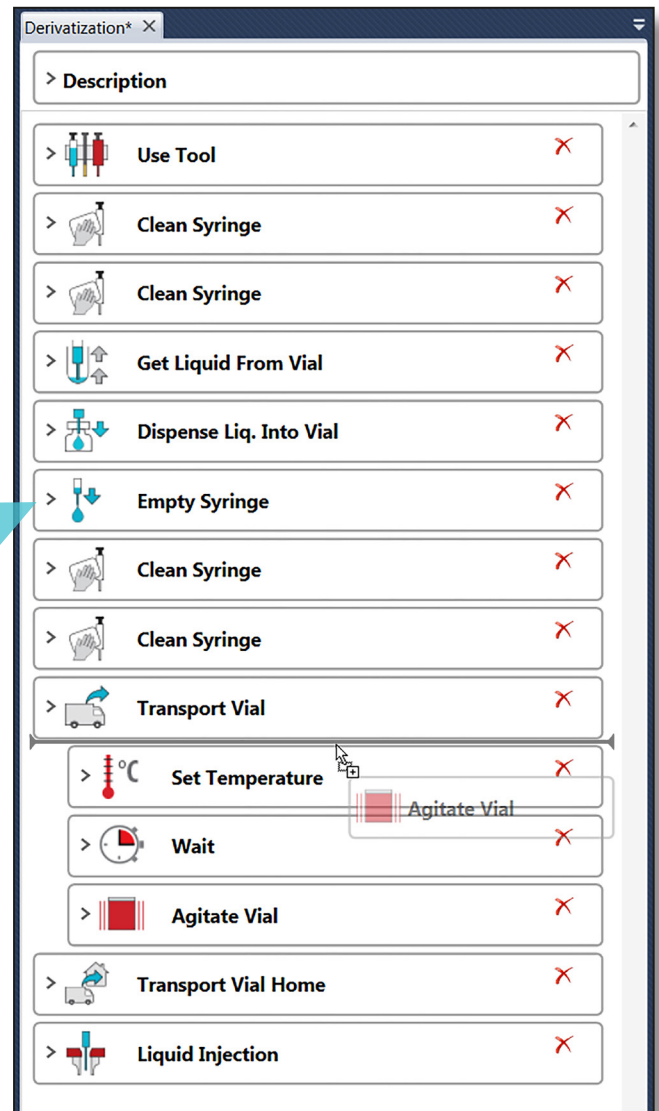 Derivatization*
Description
Use Tool
Clean Syringe
Clean Syringe
Get Liquid From Vial
Dispense Liq. Into Vial
Empty Syringe
Clean Syringe
Clean Syringe
Transport Vial
°C
Set Temperature
Agitate Vial
Wait
Agitate Vial
Transport Vial Home
Liquid Injection